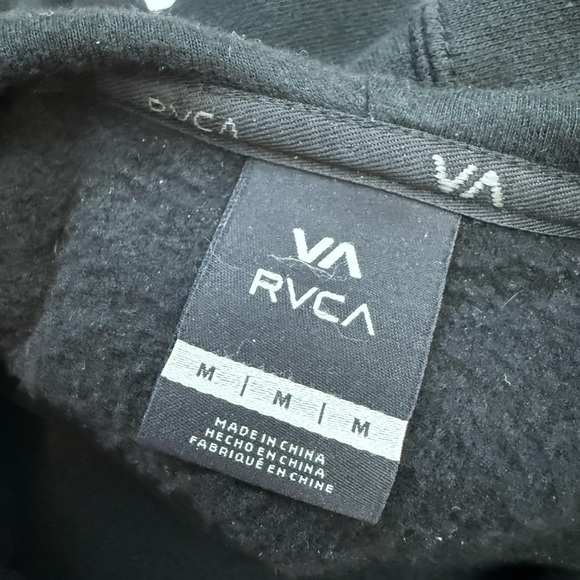 RVCA VA
VA
RVCA
M | M | M
MADE IN CHINA
HECHO EN CHINA
FABRIQUÉ EN CHINE